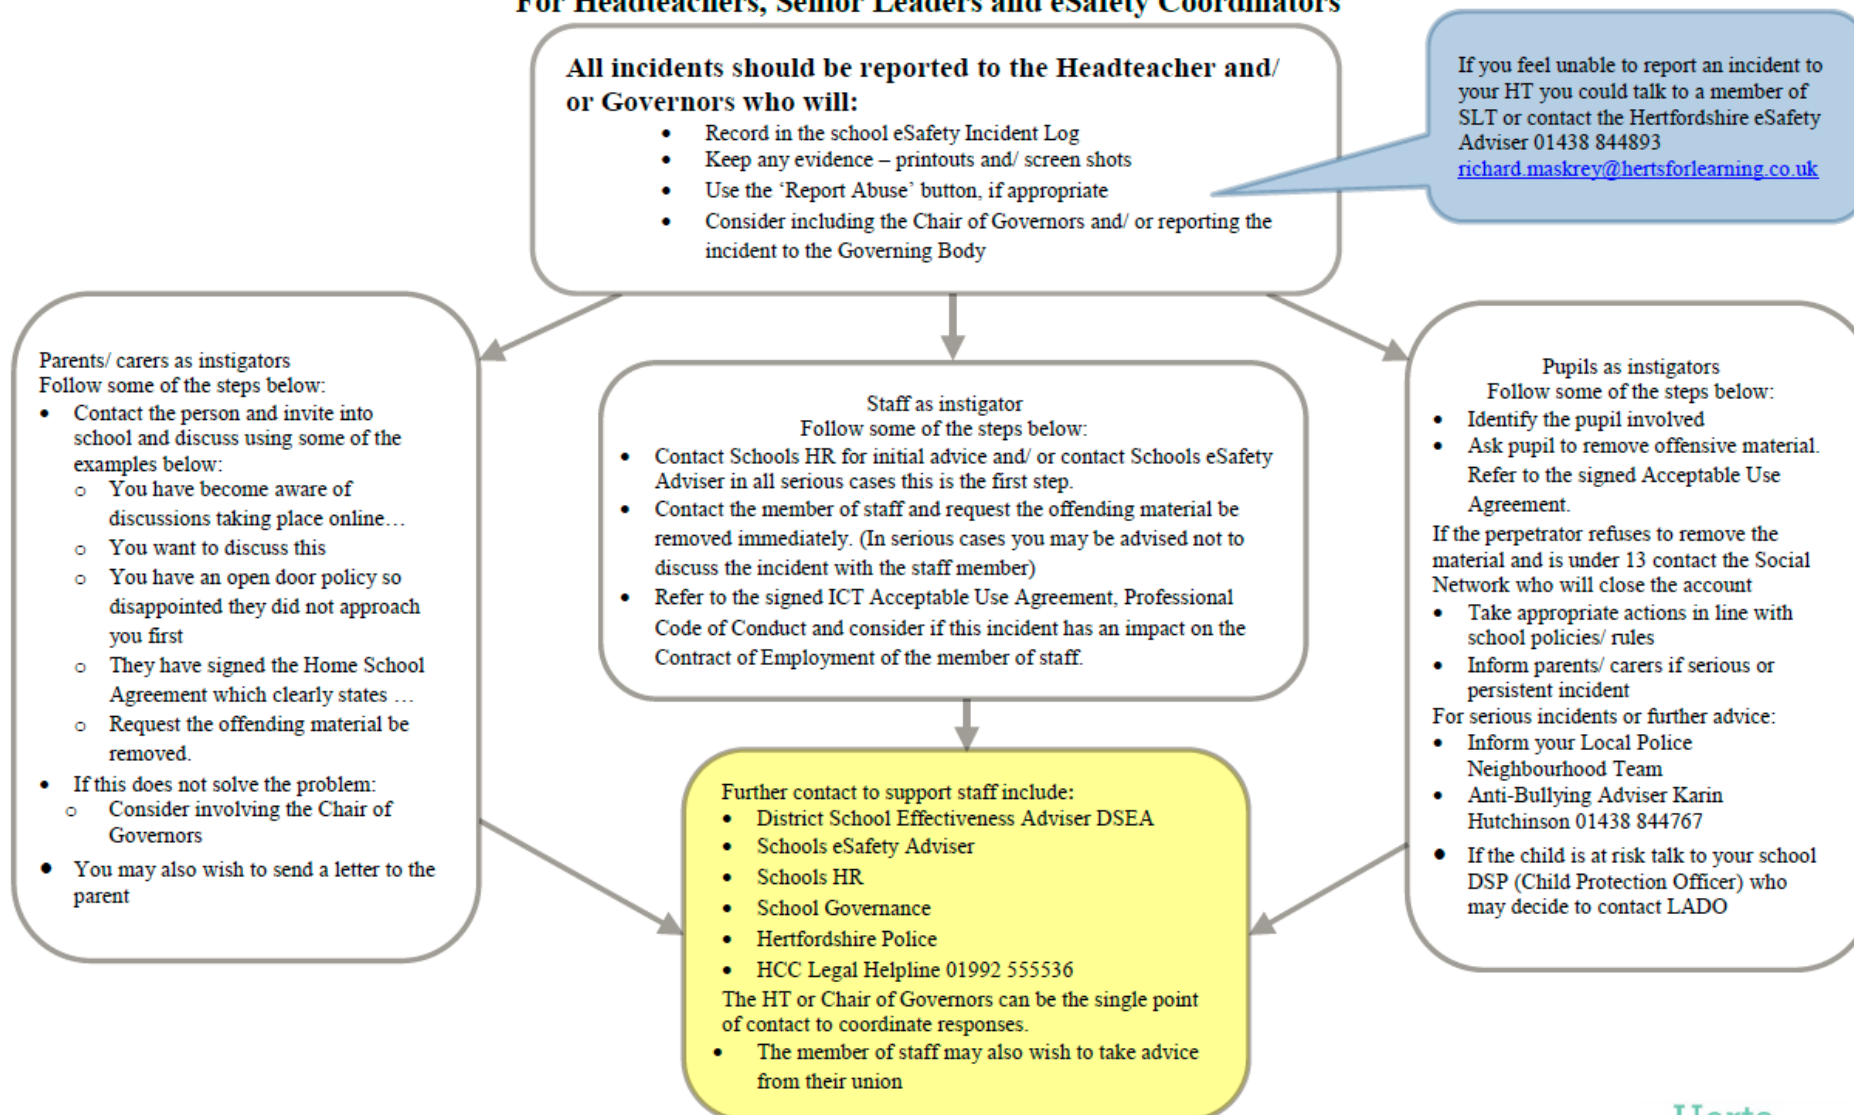 For Headteachers, Senior Leaders and eSafety Coordinators
All incidents should be reported to the Headteacher and/
or Governors who will:
• Record in the school eSafety Incident Log
• Keep any evidence – printouts and/ screen shots
• Use the ‘Report Abuse’ button, if appropriate
• Consider including the Chair of Governors and/ or reporting the
incident to the Governing Body
If you feel unable to report an incident to
your HT you could talk to a member of
SLT or contact the Hertfordshire eSafety
Adviser 01438 844893
richard.maskrey@hertsforlearning.co.uk
Parents/ carers as instigators
Follow some of the steps below:
• Contact the person and invite into
school and discuss using some of the
examples below:
o You have become aware of
discussions taking place online…
o You want to discuss this
o You have an open door policy so
disappointed they did not approach
you first
o They have signed the Home School
Agreement which clearly states …
o Request the offending material be
removed.
• If this does not solve the problem:
o Consider involving the Chair of
Governors
• You may also wish to send a letter to the
parent
Staff as instigator
Follow some of the steps below:
• Contact Schools HR for initial advice and/ or contact Schools eSafety
Adviser in all serious cases this is the first step.
• Contact the member of staff and request the offending material be
removed immediately. (In serious cases you may be advised not to
discuss the incident with the staff member)
• Refer to the signed ICT Acceptable Use Agreement, Professional
Code of Conduct and consider if this incident has an impact on the
Contract of Employment of the member of staff.
Pupils as instigators
Follow some of the steps below:
• Identify the pupil involved
• Ask pupil to remove offensive material.
Refer to the signed Acceptable Use
Agreement.
If the perpetrator refuses to remove the
material and is under 13 contact the Social
Network who will close the account
• Take appropriate actions in line with
school policies/ rules
• Inform parents/ carers if serious or
persistent incident
For serious incidents or further advice:
• Inform your Local Police
Neighbourhood Team
• Anti-Bullying Adviser Karin
Hutchinson 01438 844767
• If the child is at risk talk to your school
DSP (Child Protection Officer) who
may decide to contact LADO
Further contact to support staff include:
• District School Effectiveness Adviser DSEA
• Schools eSafety Adviser
• Schools HR
• School Governance
• Hertfordshire Police
• HCC Legal Helpline 01992 555536
The HT or Chair of Governors can be the single point
of contact to coordinate responses.
• The member of staff may also wish to take advice
from their union
Herts